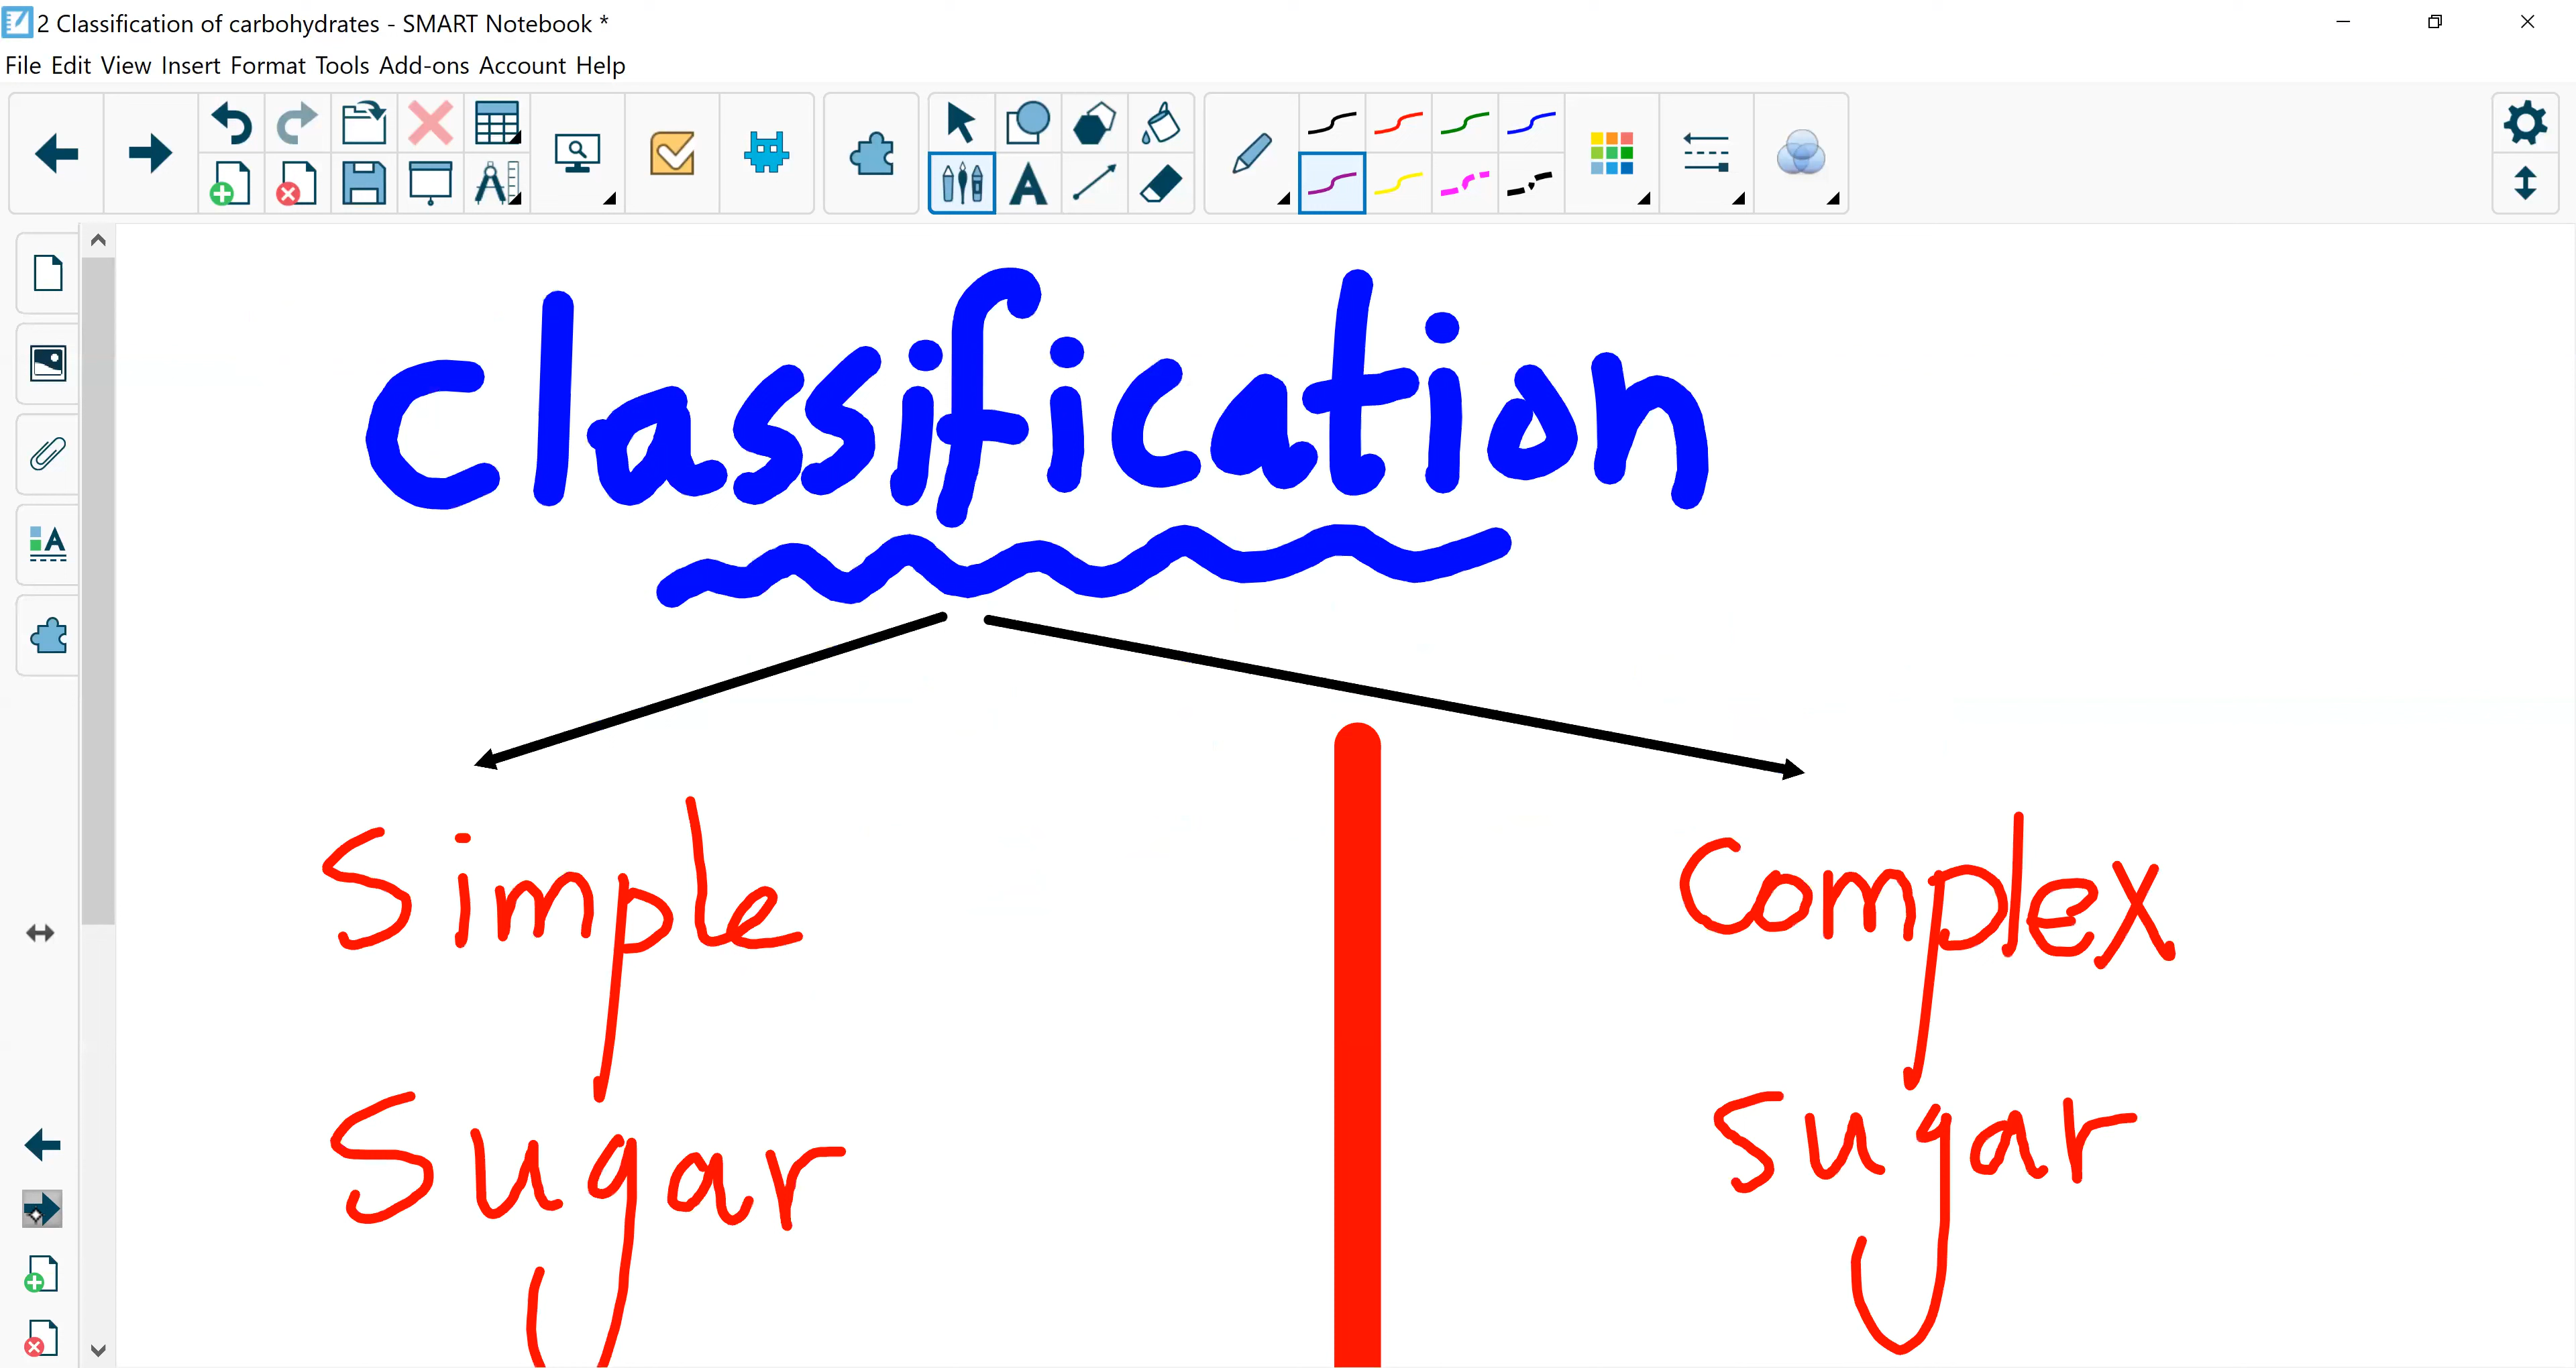 2 Classification of carbohydrates - SMART Notebook *
File Edit View Insert Format Tools Add-ons Account Help
Classification
Simple
Sugar
Complex
Sugar